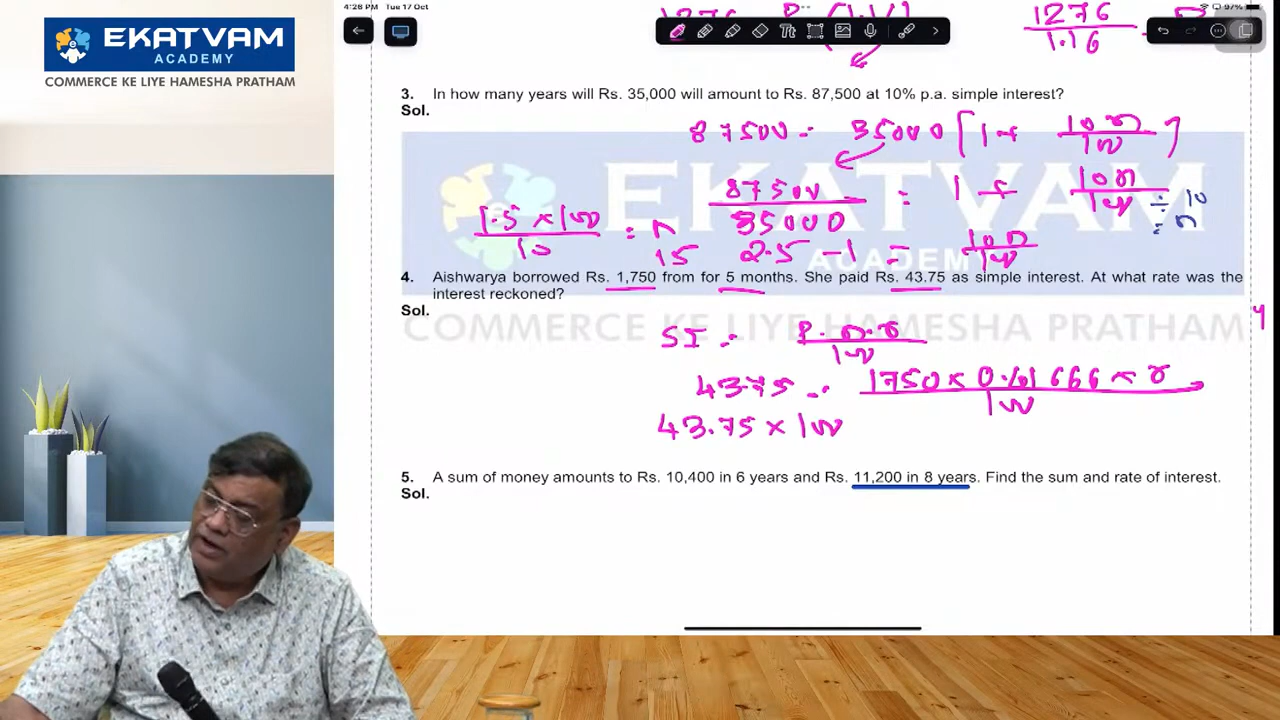 4:26 PM Tue 17 Oct
97%
EKATVAM
ACADEMY
COMMERCE KE LIYE HAMESHA PRATHAM
1276
1276 / 1.16
3. In how many years will Rs. 35,000 will amount to Rs. 87,500 at 10% p.a. simple interest?
Sol.
87500 = 35000 [1 + 10n / 100]
87500 / 35000 = 1 + 10n / 100
÷ 10
= n
1.5 × 100 / 10 = n
15
2.5 - 1 = 10n / 100
EKATVAM
ACADEMY
4. Aishwarya borrowed Rs. 1,750 from for 5 months. She paid Rs. 43.75 as simple interest. At what rate was the
interest reckoned?
Sol.
COMMERCE KE LIYE HAMESHA PRATHAM
SI = P.n.r / 100
43.75 = 1750 × 0.41666 × r / 100
43.75 × 100
5. A sum of money amounts to Rs. 10,400 in 6 years and Rs. 11,200 in 8 years. Find the sum and rate of interest.
Sol.